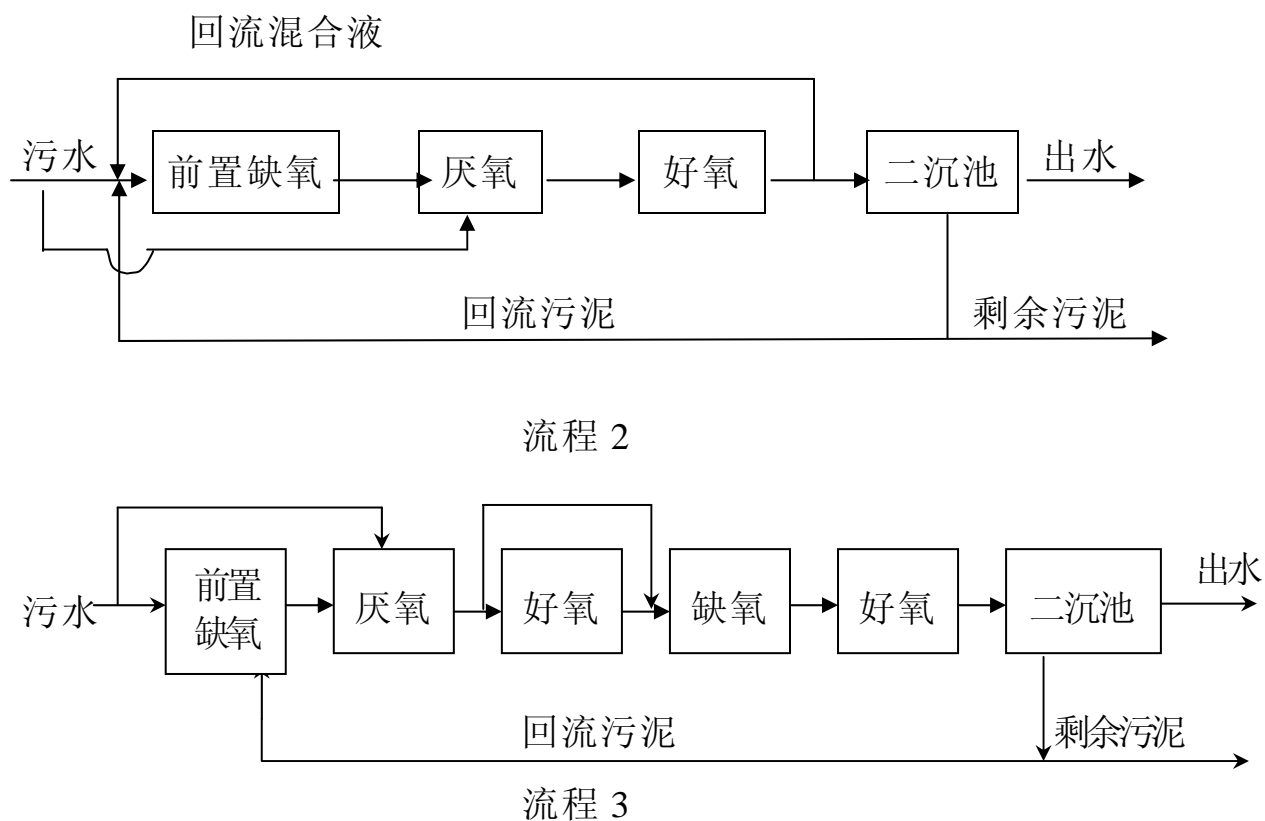 回流混合液
污水
前置缺氧
厌氧
好氧
二沉池
出水
回流污泥
剩余污泥
流程 2
污水
前置
缺氧
厌氧
好氧
缺氧
好氧
二沉池
出水
回流污泥
剩余污泥
流程 3